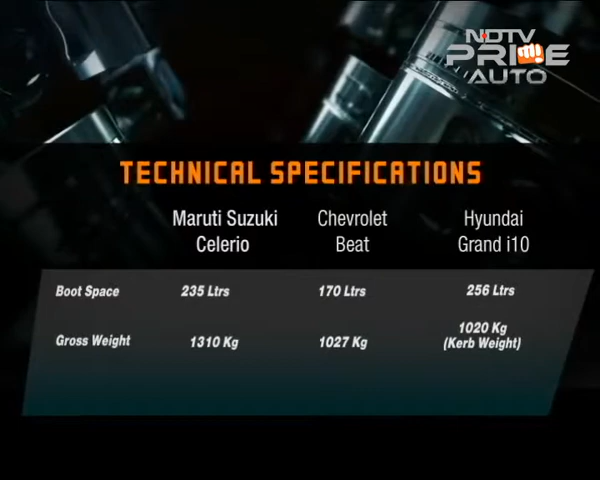 NDTV
PRIME
AUTO
TECHNICAL SPECIFICATIONS
Maruti Suzuki Celerio
Chevrolet Beat
Hyundai Grand i10
Boot Space 235 Ltrs 170 Ltrs 256 Ltrs
Gross Weight 1310 Kg 1027 Kg 1020 Kg (Kerb Weight)